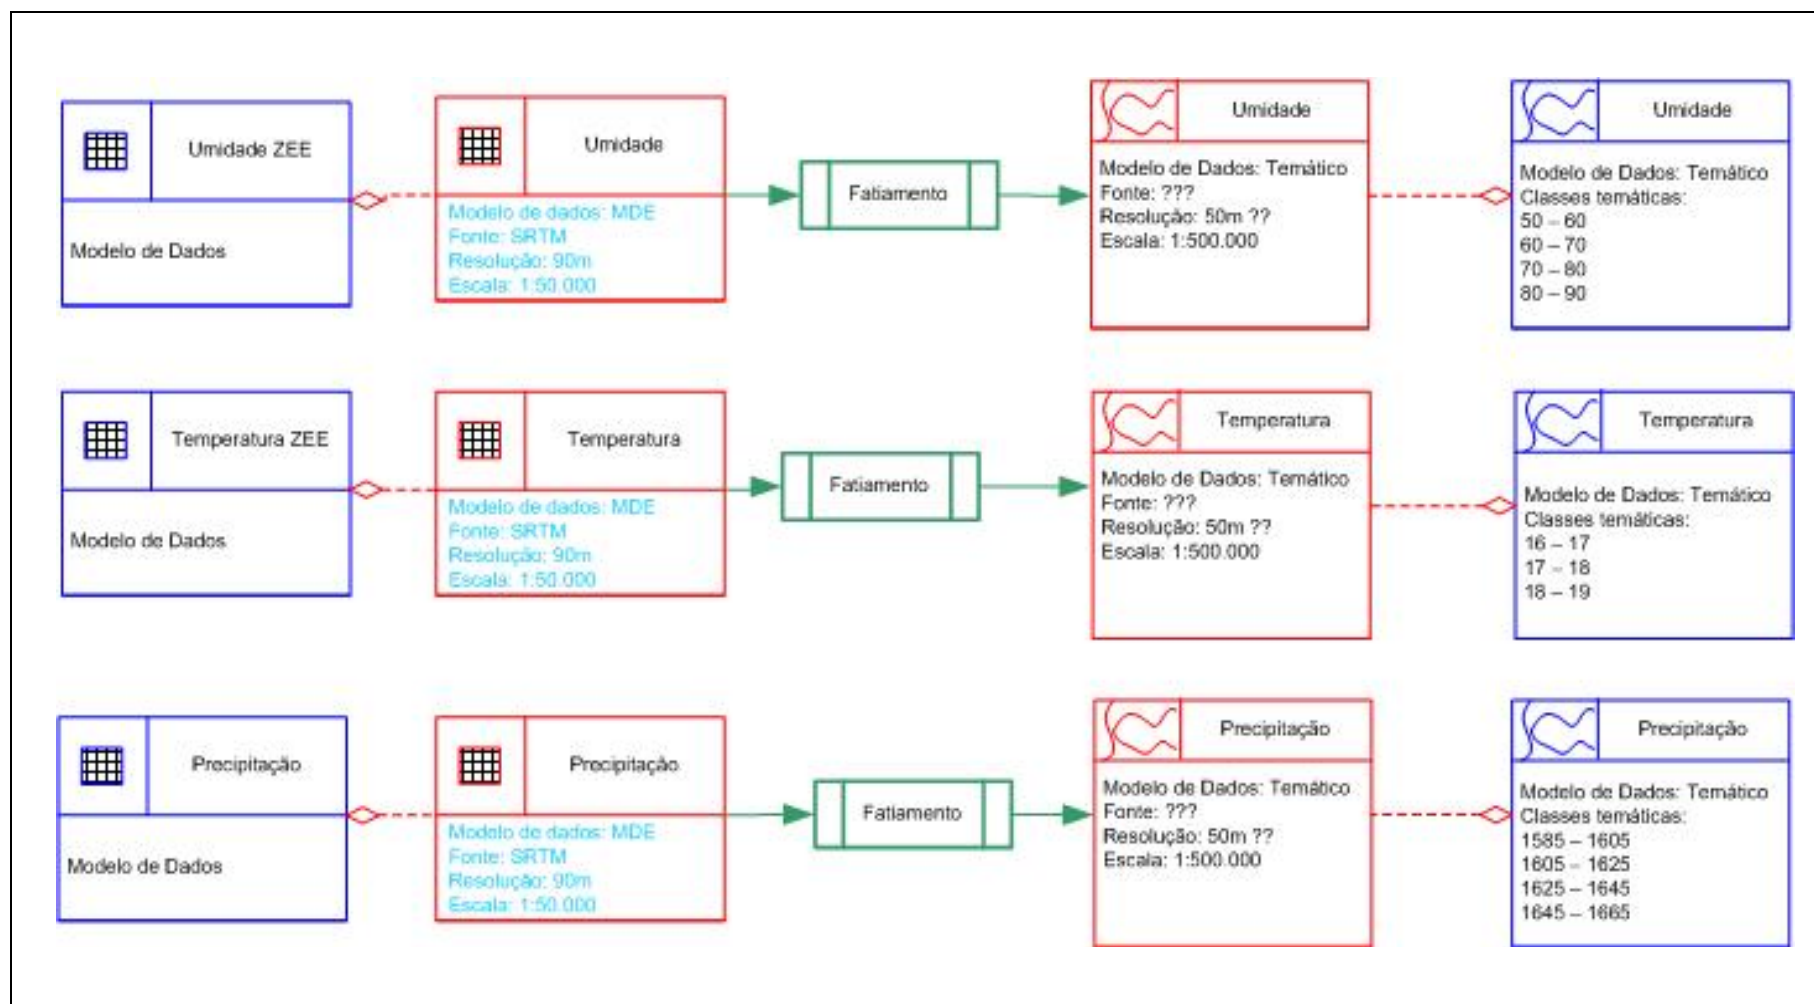 Umidade ZEE
Modelo de Dados
Umidade
Modelo de dados: MDE
Fonte: SRTM
Resolução: 90m
Escala: 1:50.000
Fatiamento
Umidade
Modelo de Dados: Temático
Fonte: ???
Resolução: 50m ??
Escala: 1:500.000
Umidade
Modelo de Dados: Temático
Classes temáticas:
50 – 60
60 – 70
70 – 80
80 – 90
Temperatura ZEE
Modelo de Dados
Temperatura
Modelo de dados: MDE
Fonte: SRTM
Resolução: 90m
Escala: 1:50.000
Fatiamento
Temperatura
Modelo de Dados: Temático
Fonte: ???
Resolução: 50m ??
Escala: 1:500.000
Temperatura
Modelo de Dados: Temático
Classes temáticas:
16 – 17
17 – 18
18 – 19
Precipitação
Modelo de Dados
Precipitação
Modelo de dados: MDE
Fonte: SRTM
Resolução: 90m
Escala: 1:50.000
Fatiamento
Precipitação
Modelo de Dados: Temático
Fonte: ???
Resolução: 50m ??
Escala: 1:500.000
Precipitação
Modelo de Dados: Temático
Classes temáticas:
1585 – 1605
1605 – 1625
1625 – 1645
1645 – 1665